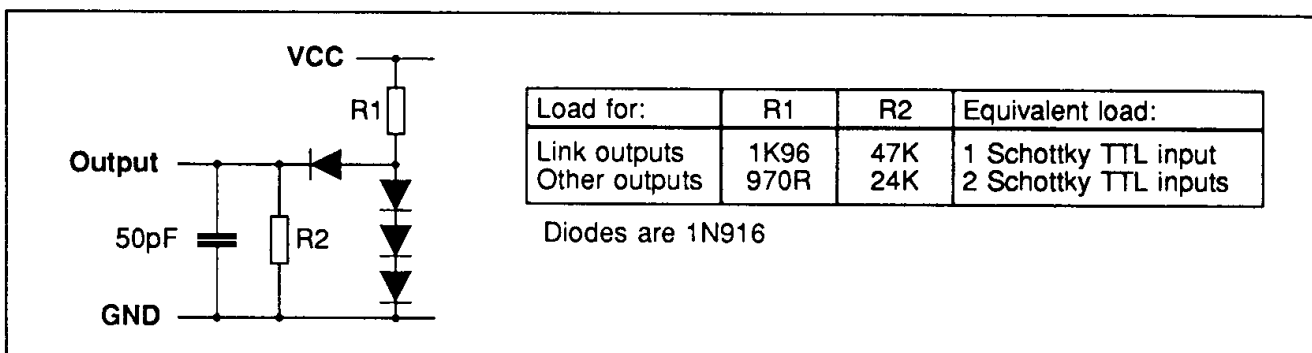 VCC
R1
Output
50pF
R2
GND
Load for: R1 R2 Equivalent load:
Link outputs 1K96 47K 1 Schottky TTL input
Other outputs 970R 24K 2 Schottky TTL inputs
Diodes are 1N916